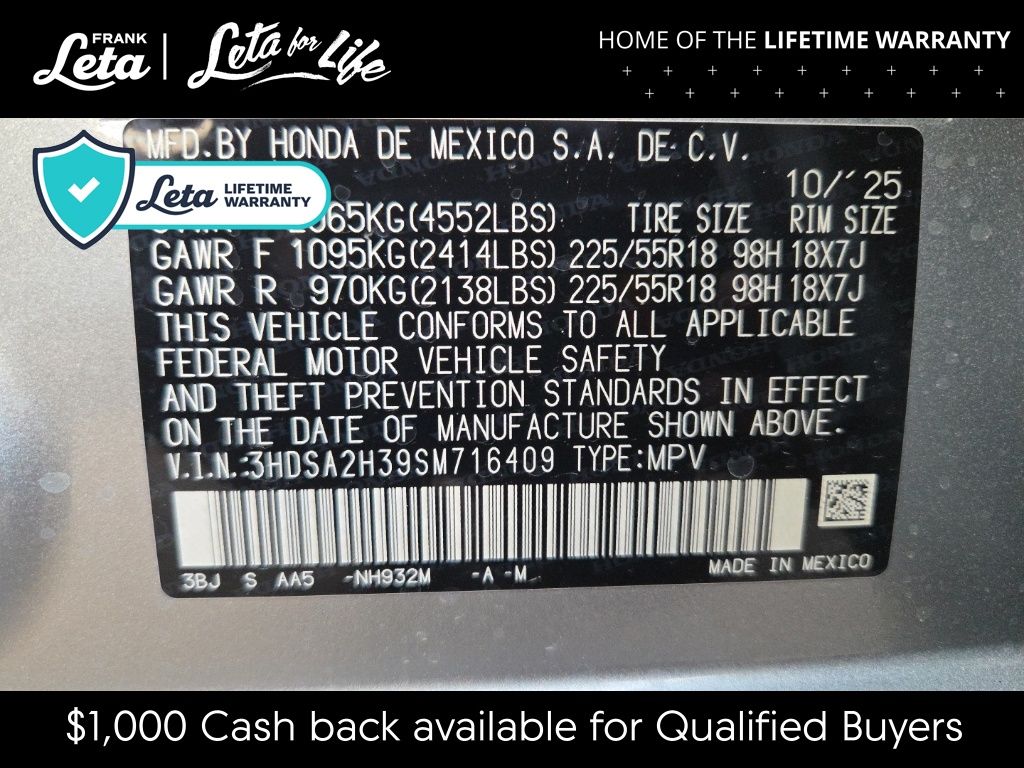 FRANK Leta | Leta for Life
HOME OF THE LIFETIME WARRANTY
MFD.BY HONDA DE MEXICO S.A. DE C.V.
10/'25
Leta LIFETIME WARRANTY
(4552LBS) TIRE SIZE RIM SIZE
GAWR F 1095KG(2414LBS) 225/55R18 98H 18X7J
GAWR R 970KG(2138LBS) 225/55R18 98H 18X7J
THIS VEHICLE CONFORMS TO ALL APPLICABLE
FEDERAL MOTOR VEHICLE SAFETY
AND THEFT PREVENTION STANDARDS IN EFFECT
ON THE DATE OF MANUFACTURE SHOWN ABOVE.
V.I.N.:3HDSA2H39SM716409 TYPE:MPV
3BJ S AA5 -NH932M -A -M
MADE IN MEXICO
$1,000 Cash back available for Qualified Buyers